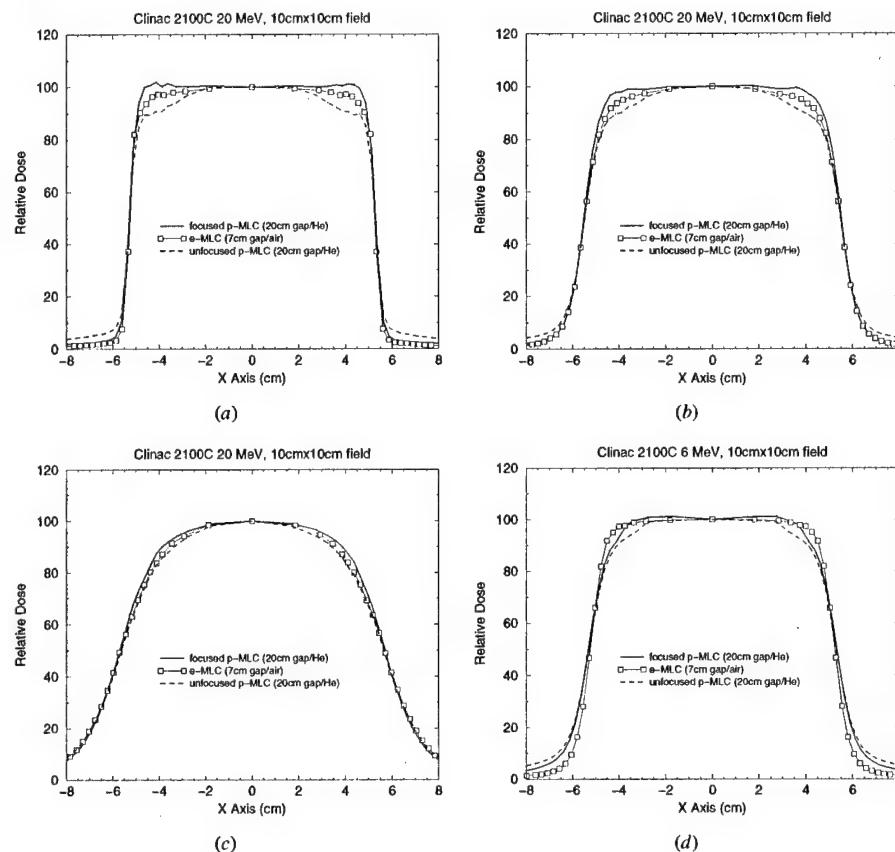 Clinac 2100C 20 MeV, 10cmx10cm field
120
100
80
60
40
20
0
Relative Dose
focused p-MLC (20cm gap/He)
e-MLC (7cm gap/air)
unfocused p-MLC (20cm gap/He)
-8 -6 -4 -2 0 2 4 6 8
X Axis (cm)
(a)
Clinac 2100C 20 MeV, 10cmx10cm field
120
100
80
60
40
20
0
Relative Dose
focused p-MLC (20cm gap/He)
e-MLC (7cm gap/air)
unfocused p-MLC (20cm gap/He)
-8 -6 -4 -2 0 2 4 6
X Axis (cm)
(b)
Clinac 2100C 20 MeV, 10cmx10cm field
120
100
80
60
40
20
0
Relative Dose
focused p-MLC (20cm gap/He)
e-MLC (7cm gap/air)
unfocused p-MLC (20cm gap/He)
-8 -6 -4 -2 0 2 4 6 8
X Axis (cm)
(c)
Clinac 2100C 6 MeV, 10cmx10cm field
120
100
80
60
40
20
0
Relative Dose
focused p-MLC (20cm gap/He)
e-MLC (7cm gap/air)
unfocused p-MLC (20cm gap/He)
-8 -6 -4 -2 0 2 4 6
X Axis (cm)
(d)